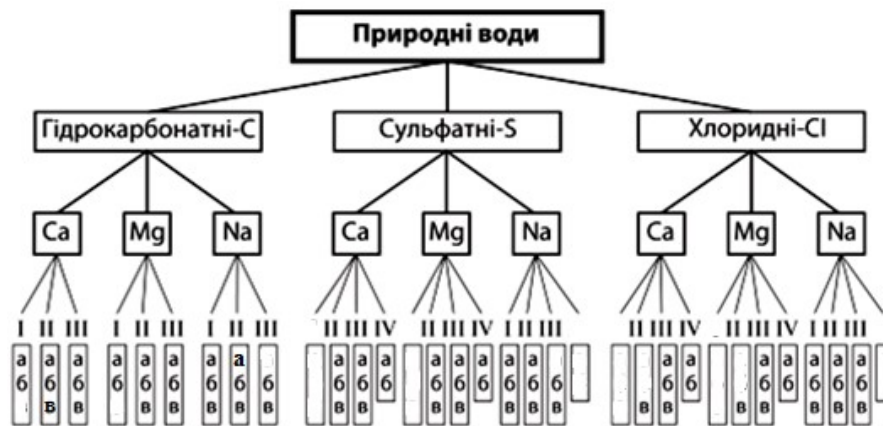 Природні води
Гідрокарбонатні-С Сульфатні-S Хлоридні-Cl
Ca Mg Na Ca Mg Na Ca Mg Na
I II III I II III I II III II III IV II III IV I II III II III IV II III IV I II III
а а а а а а а а а а а а а а а а а а а а а а
б б б б б б б б б б б б б б б б б б б б б б б б б
в в в в в в в в в в в в в в в в в в в в в